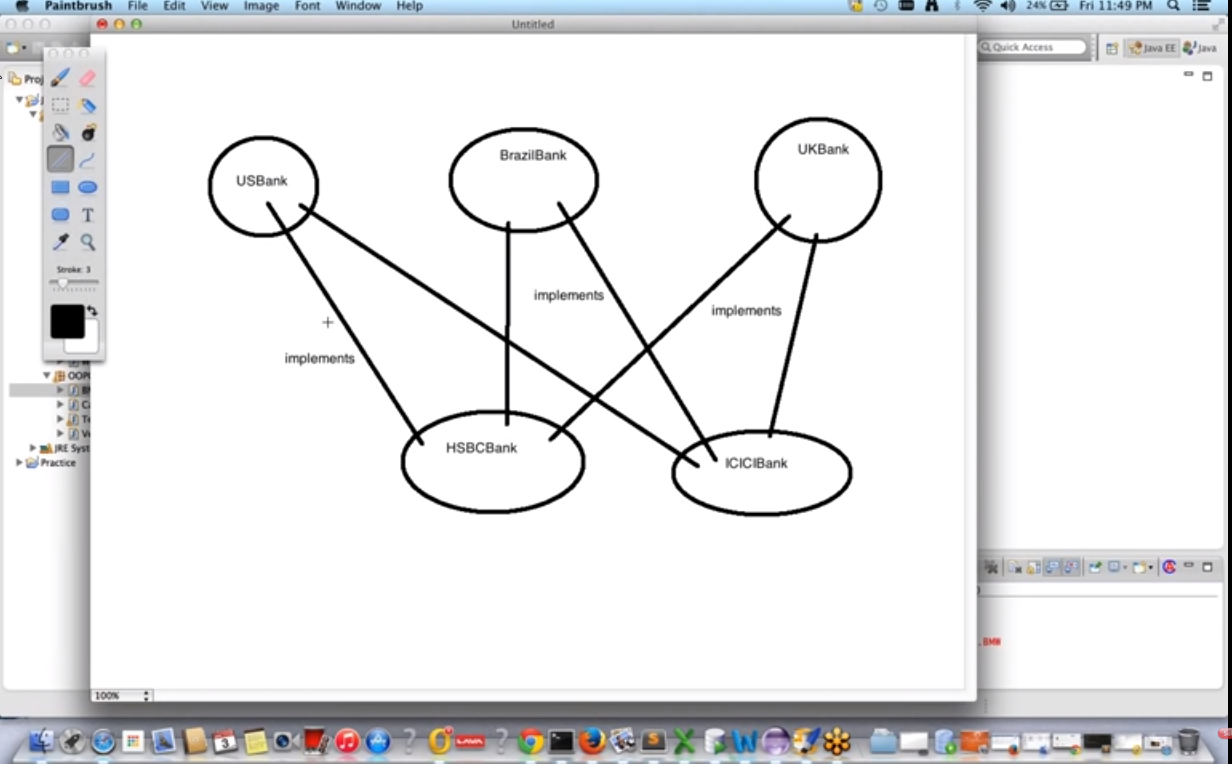 Paintbrush File Edit View Image Font Window Help 24% Fri 11:49 PM
Untitled
Quick Access
Java EE
Java
Proj
USBank
BrazilBank
UKBank
T
Stroke: 3
implements
implements
implements
OOP
JRE Syst
Practice
HSBCBank
ICICIBank
.BMW
100%